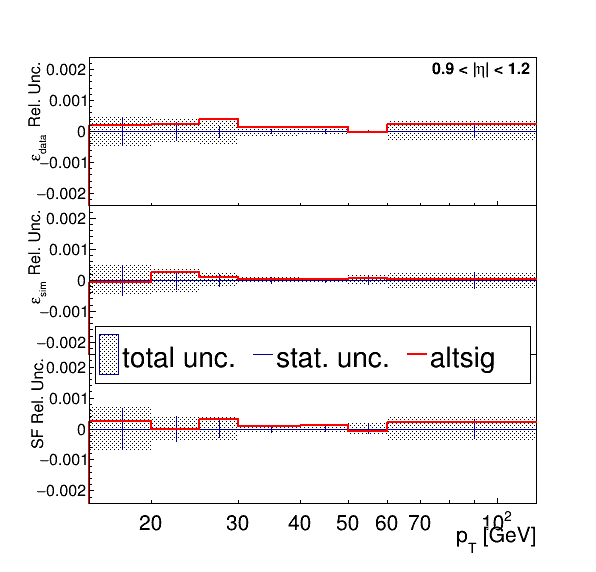 0.9 < |η| < 1.2
ε_data Rel. Unc.
0.002
0.001
0
−0.001
−0.002
ε_sim Rel. Unc.
0.002
0.001
0
−0.001
−0.002
total unc. stat. unc. altsig
SF Rel. Unc.
0.002
0.001
0
−0.001
−0.002
20 30 40 50 60 70 10²
p_T [GeV]